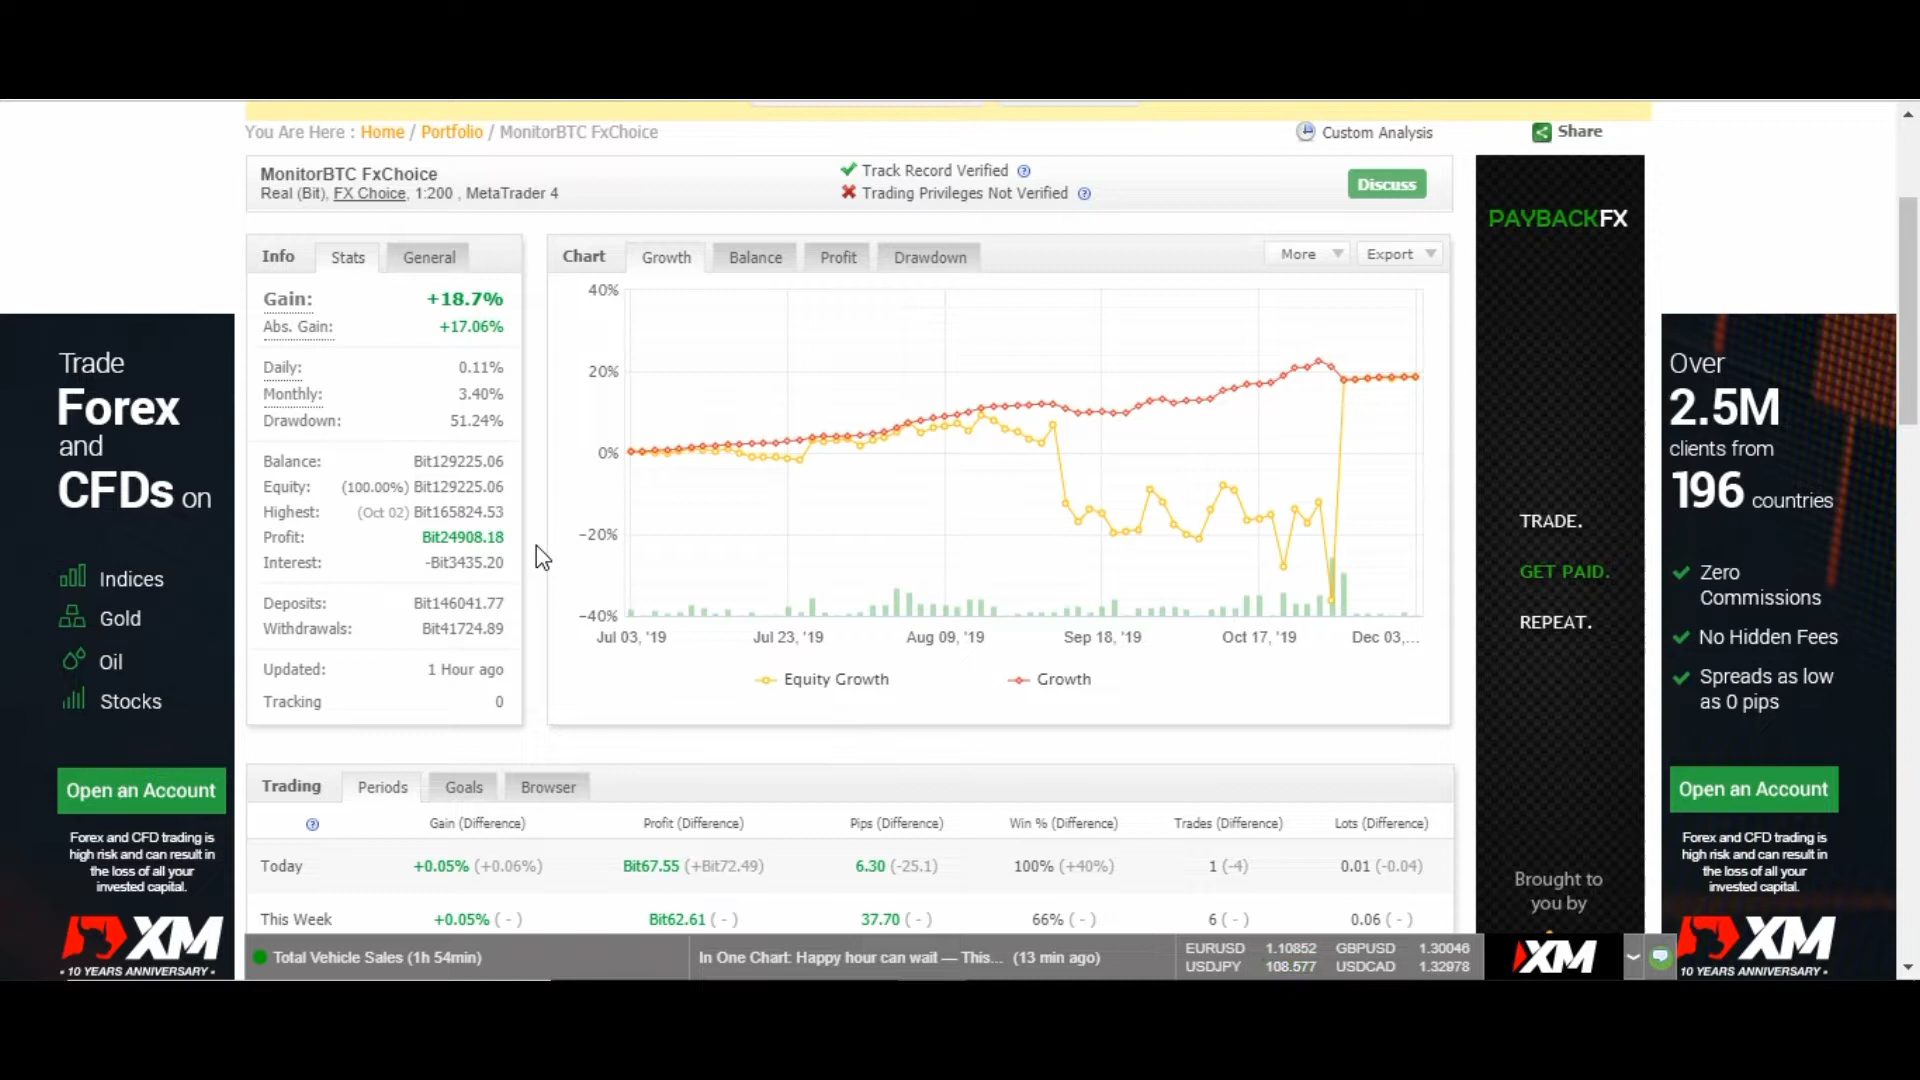 You Are Here : Home / Portfolio / MonitorBTC FxChoice
Custom Analysis
Share
MonitorBTC FxChoice
Real (Bit), FX Choice, 1:200 , MetaTrader 4
Track Record Verified
Trading Privileges Not Verified
Discuss
Info Stats General
Gain: +18.7%
Abs. Gain: +17.06%
Daily: 0.11%
Monthly: 3.40%
Drawdown: 51.24%
Balance: Bit129225.06
Equity: (100.00%) Bit129225.06
Highest: (Oct 02) Bit165824.53
Profit: Bit24908.18
Interest: -Bit3435.20
Deposits: Bit146041.77
Withdrawals: Bit41724.89
Updated: 1 Hour ago
Tracking 0
Chart Growth Balance Profit Drawdown
More Export
40%
20%
0%
-20%
-40%
Jul 03, '19 Jul 23, '19 Aug 09, '19 Sep 18, '19 Oct 17, '19 Dec 03,...
Equity Growth Growth
Trading Periods Goals Browser
Gain (Difference) Profit (Difference) Pips (Difference) Win % (Difference) Trades (Difference) Lots (Difference)
Today +0.05% (+0.06%) Bit67.55 (+Bit72.49) 6.30 (-25.1) 100% (+40%) 1 (-4) 0.01 (-0.04)
This Week +0.05% ( - ) Bit62.61 ( - ) 37.70 ( - ) 66% ( - ) 6 ( - ) 0.06 ( - )
Total Vehicle Sales (1h 54min)
In One Chart: Happy hour can wait — This... (13 min ago)
EURUSD 1.10852 GBPUSD 1.30046
USDJPY 108.577 USDCAD 1.32978
XM
Trade
Forex
and
CFDs on
Indices
Gold
Oil
Stocks
Open an Account
Forex and CFD trading is
high risk and can result in
the loss of all your
invested capital.
XM
10 YEARS ANNIVERSARY
PAYBACKFX
TRADE.
GET PAID.
REPEAT.
Brought to
you by
Over
2.5M
clients from
196 countries
Zero
Commissions
No Hidden Fees
Spreads as low
as 0 pips
Open an Account
Forex and CFD trading is
high risk and can result in
the loss of all your
invested capital.
XM
10 YEARS ANNIVERSARY